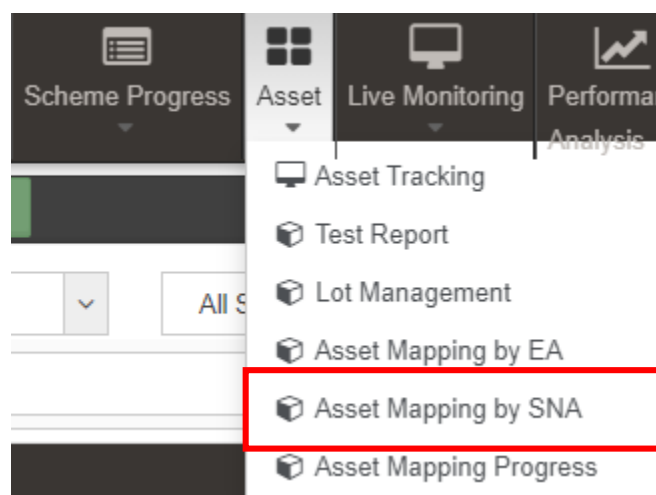 Scheme Progress
Asset
Live Monitoring
Analysis
Asset Tracking
Test Report
Lot Management
Asset Mapping by EA
Asset Mapping by SNA
Asset Mapping Progress
All